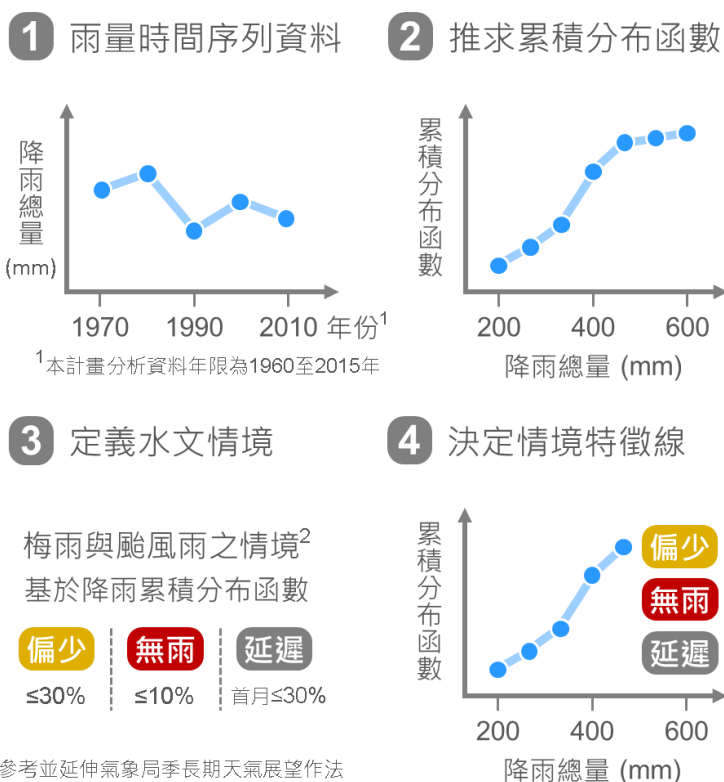 1 雨量時間序列資料
降雨總量
(mm)
1970 1990 2010 年份¹
¹本計畫分析資料年限為1960至2015年
2 推求累積分布函數
累積分布函數
200 400 600
降雨總量 (mm)
3 定義水文情境
梅雨與颱風雨之情境²
基於降雨累積分布函數
偏少 無雨 延遲
≤30% ≤10% 首月≤30%
參考並延伸氣象局季長期天氣展望作法
4 決定情境特徵線
累積分布函數
偏少
無雨
延遲
200 400 600
降雨總量 (mm)